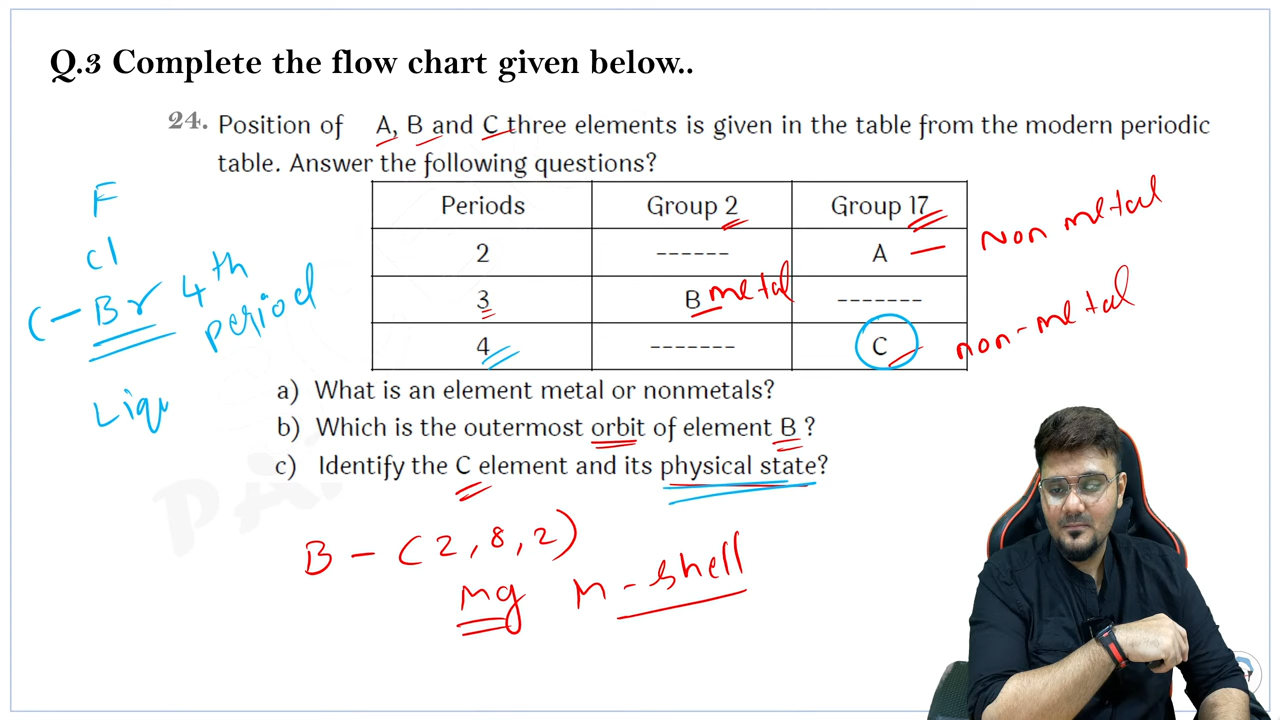 Q.3 Complete the flow chart given below..
24. Position of A, B and C three elements is given in the table from the modern periodic
table. Answer the following questions?
Periods Group 2 Group 17
2 ------ A — Non metal
3 B metal -------
4 ------- C — non-metal
F
Cl
C — Br 4th period
Liqu
a) What is an element metal or nonmetals?
b) Which is the outermost orbit of element B ?
c) Identify the C element and its physical state?
B — (2, 8, 2)
Mg M - shell